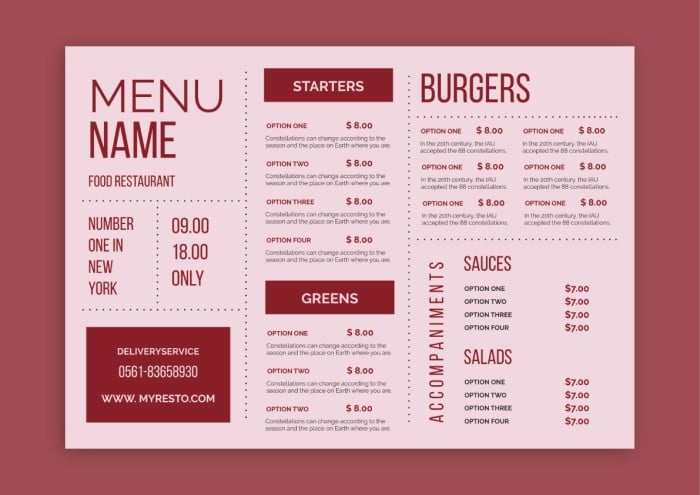 MENU
NAME
FOOD RESTAURANT
NUMBER
ONE IN
NEW
YORK
09.00
18.00
ONLY
DELIVERYSERVICE
0561-83658930
WWW. MYRESTO.COM
STARTERS
OPTION ONE $ 8.00
Constellations can change according to the
season and the place on Earth where you are.
OPTION TWO $ 8.00
Constellations can change according to the
season and the place on Earth where you are.
OPTION THREE $ 8.00
Constellations can change according to the
season and the place on Earth where you are.
OPTION FOUR $ 8.00
Constellations can change according to the
season and the place on Earth where you are.
GREENS
OPTION ONE $ 8.00
Constellations can change according to the
season and the place on Earth where you are.
OPTION TWO $ 8.00
Constellations can change according to the
season and the place on Earth where you are.
OPTION TWO $ 8.00
Constellations can change according to the
season and the place on Earth where you are.
BURGERS
OPTION ONE $ 8.00
In the 20th century, the IAU
accepted the 88 constellations.
OPTION ONE $ 8.00
In the 20th century, the IAU
accepted the 88 constellations.
OPTION ONE $ 8.00
In the 20th century, the IAU
accepted the 88 constellations.
OPTION ONE $ 8.00
In the 20th century, the IAU
accepted the 88 constellations.
OPTION ONE $ 8.00
In the 20th century, the IAU
accepted the 88 constellations.
OPTION ONE $ 8.00
In the 20th century, the IAU
accepted the 88 constellations.
ACCOMPANIMENTS
SAUCES
OPTION ONE $7.00
OPTION TWO $7.00
OPTION THREE $7.00
OPTION FOUR $7.00
SALADS
OPTION ONE $7.00
OPTION TWO $7.00
OPTION THREE $7.00
OPTION FOUR $7.00